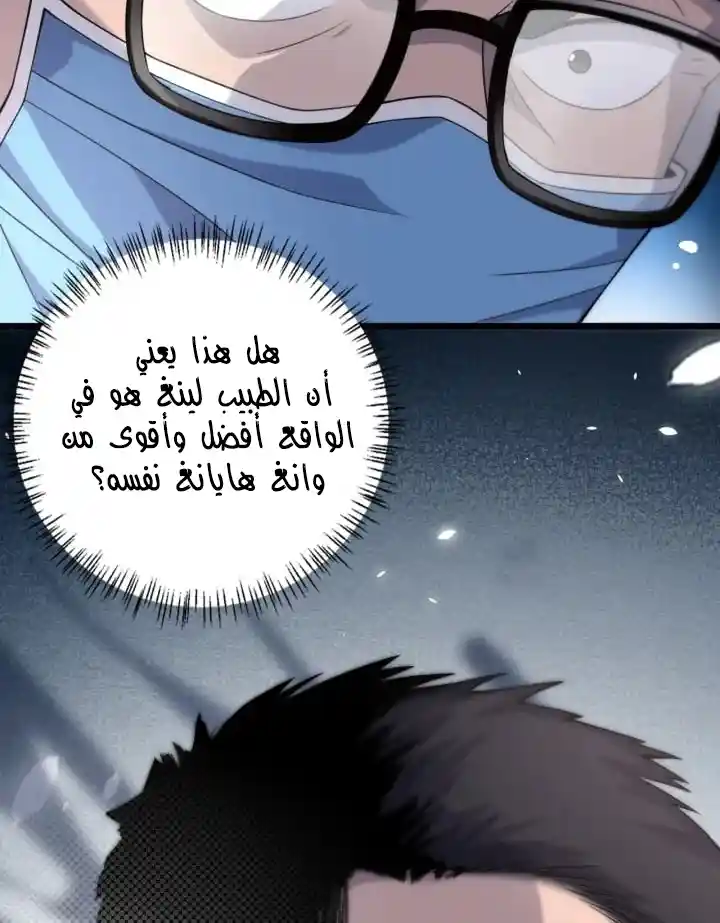 هل هذا يعني
أن الطبيب لينغ هو في
الواقع أفضل وأقوى من
وانغ هايانغ نفسه؟